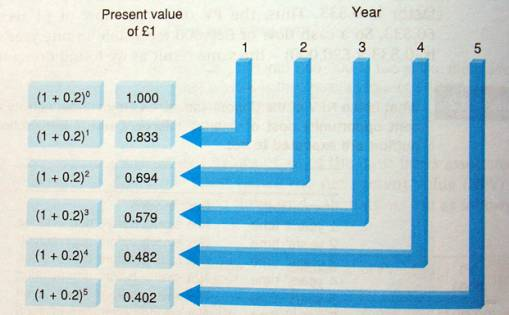 Present value
of £1
Year
1 2 3 4 5
(1 + 0.2)⁰ 1.000
(1 + 0.2)¹ 0.833
(1 + 0.2)² 0.694
(1 + 0.2)³ 0.579
(1 + 0.2)⁴ 0.482
(1 + 0.2)⁵ 0.402